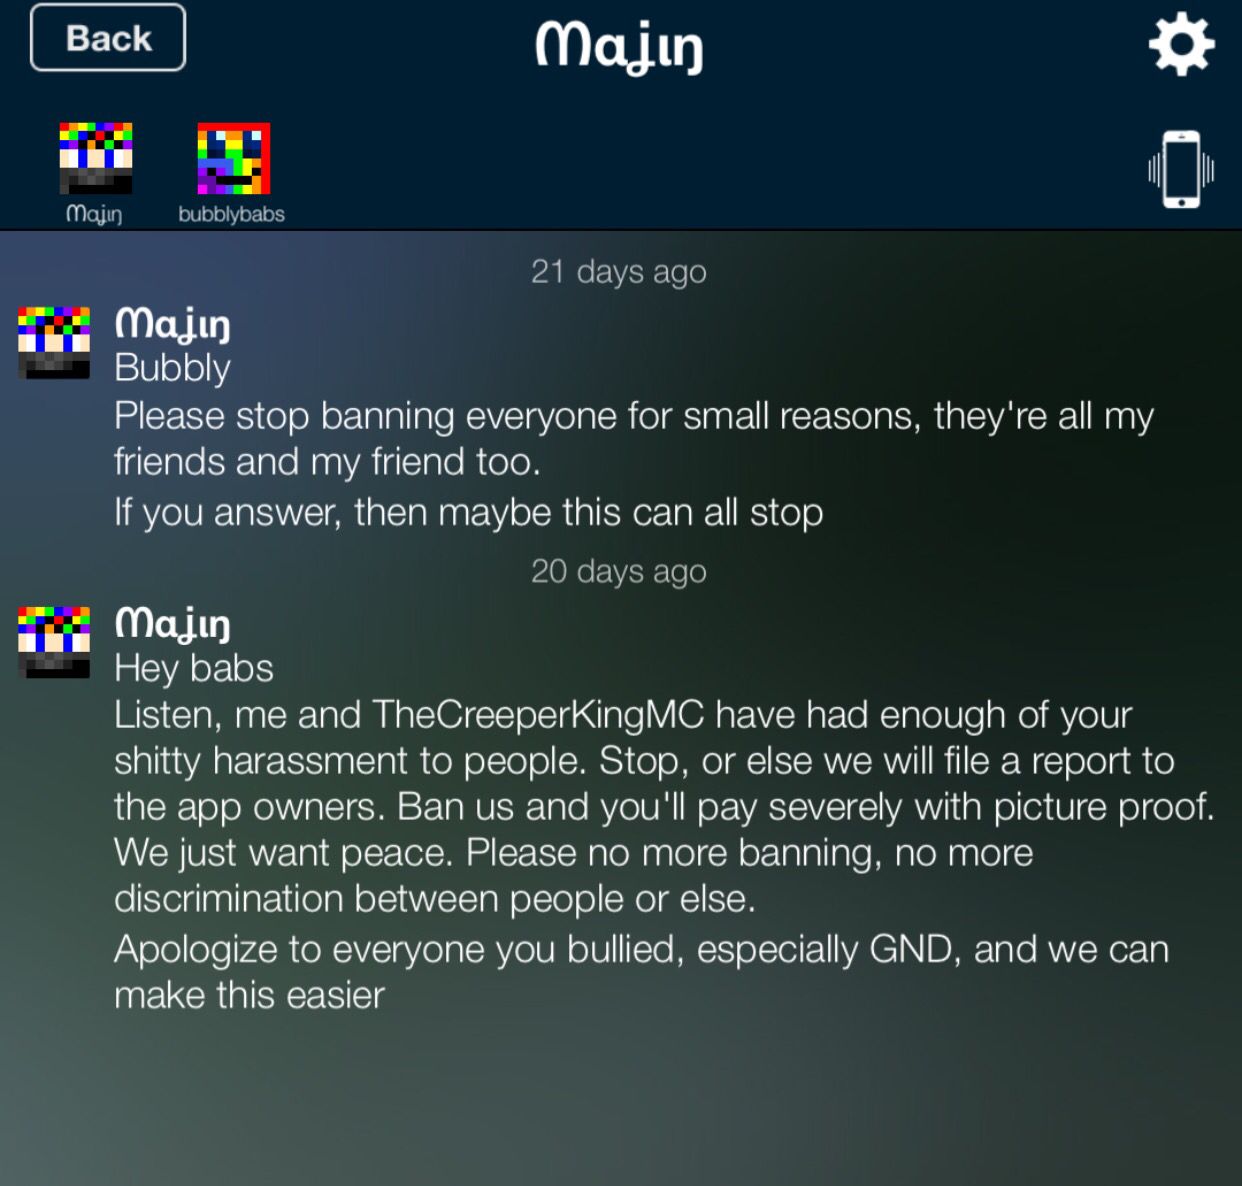 Back
ന്നajıŋ
ന്നajıŋ
bubblybabs
21 days ago
ന്നajıŋ
Bubbly
Please stop banning everyone for small reasons, they're all my
friends and my friend too.
If you answer, then maybe this can all stop
20 days ago
ന്നajıŋ
Hey babs
Listen, me and TheCreeperKingMC have had enough of your
shitty harassment to people. Stop, or else we will file a report to
the app owners. Ban us and you'll pay severely with picture proof.
We just want peace. Please no more banning, no more
discrimination between people or else.
Apologize to everyone you bullied, especially GND, and we can
make this easier